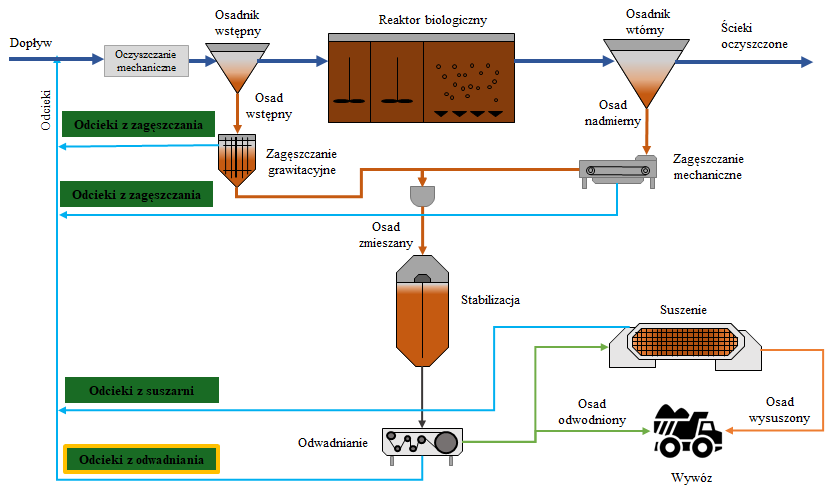 Dopływ
Oczyszczanie
mechaniczne
Osadnik
wstępny
Reaktor biologiczny
Osadnik
wtórny
Ścieki
oczyszczone
Odcieki
Osad
wstępny
Osad
nadmierny
Odcieki z zagęszczania
Zagęszczanie
grawitacyjne
Zagęszczanie
mechaniczne
Odcieki z zagęszczania
Osad
zmieszany
Stabilizacja
Suszenie
Odcieki z suszarni
Osad
odwodniony
Osad
wysuszony
Odwadnianie
Odcieki z odwadniania
Wywóz